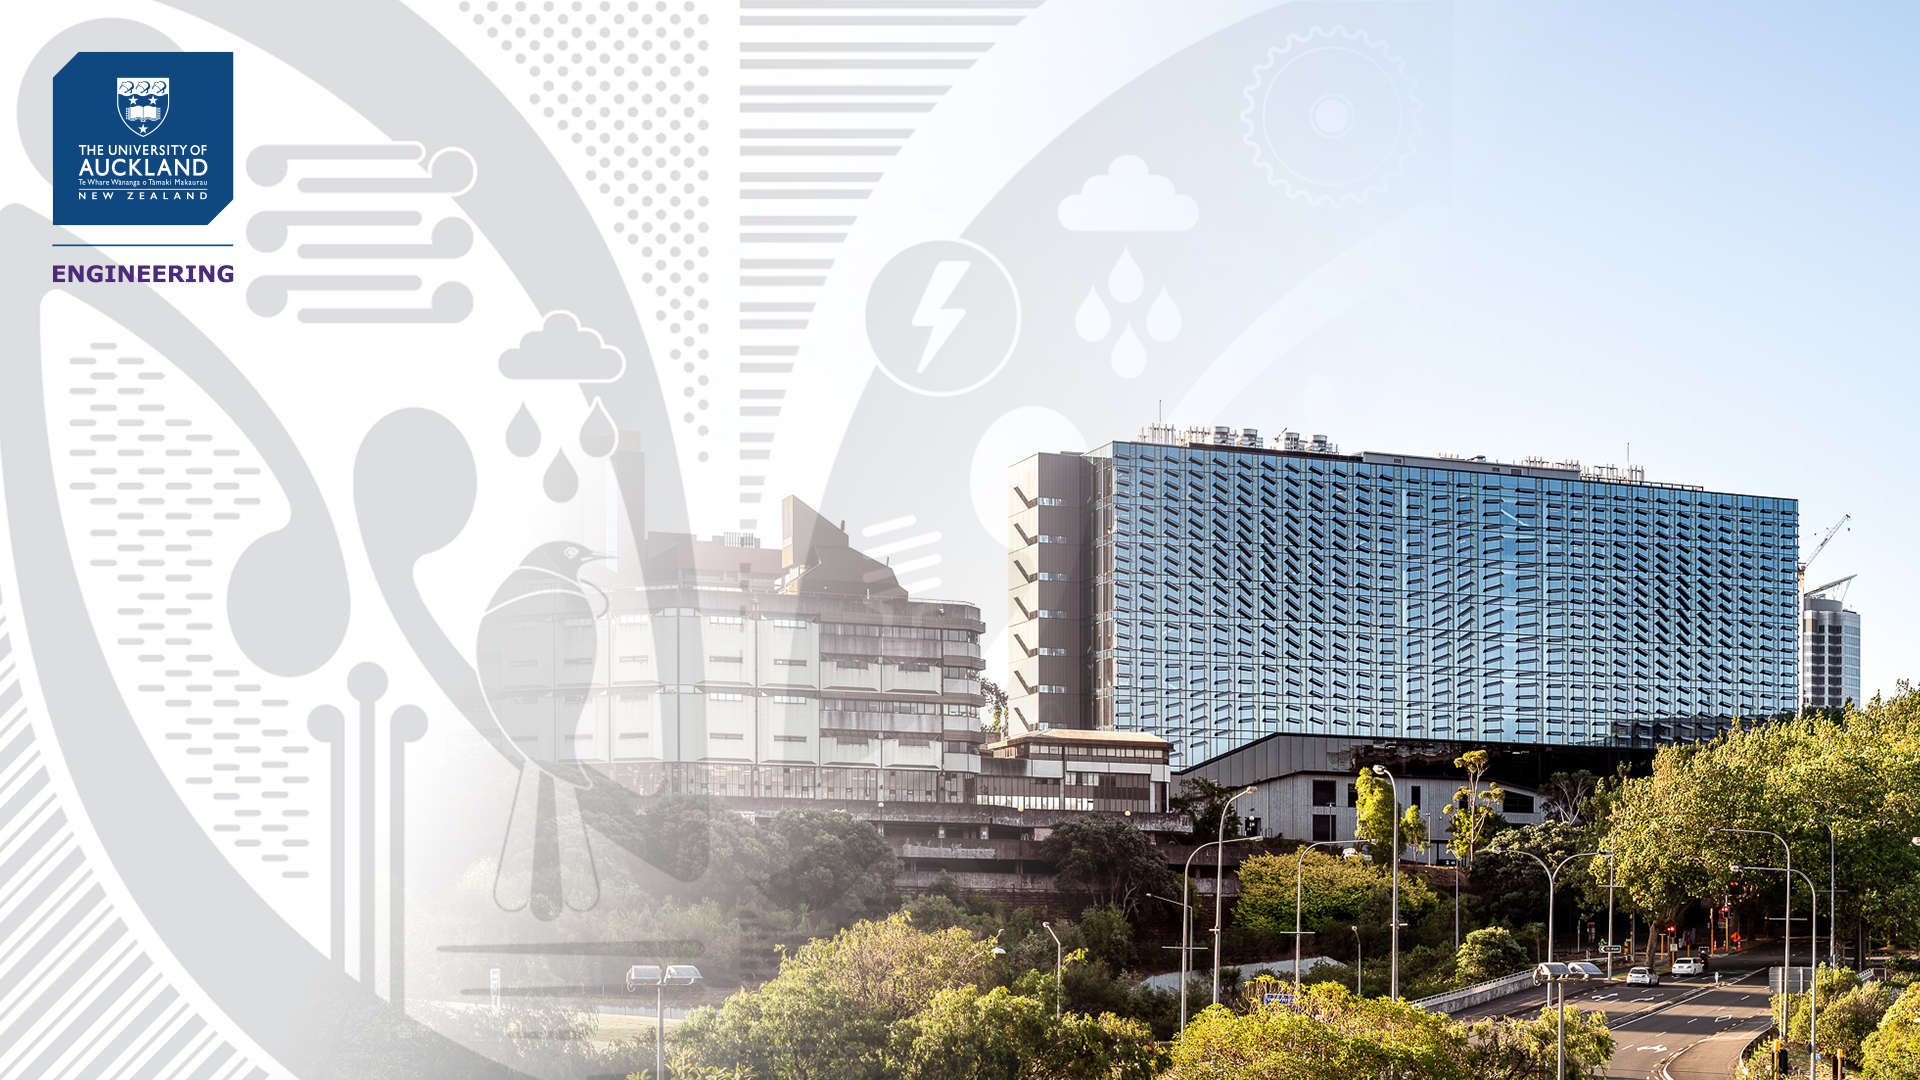 THE UNIVERSITY OF
AUCKLAND
Te Whare Wānanga o Tāmaki Makaurau
NEW ZEALAND
ENGINEERING